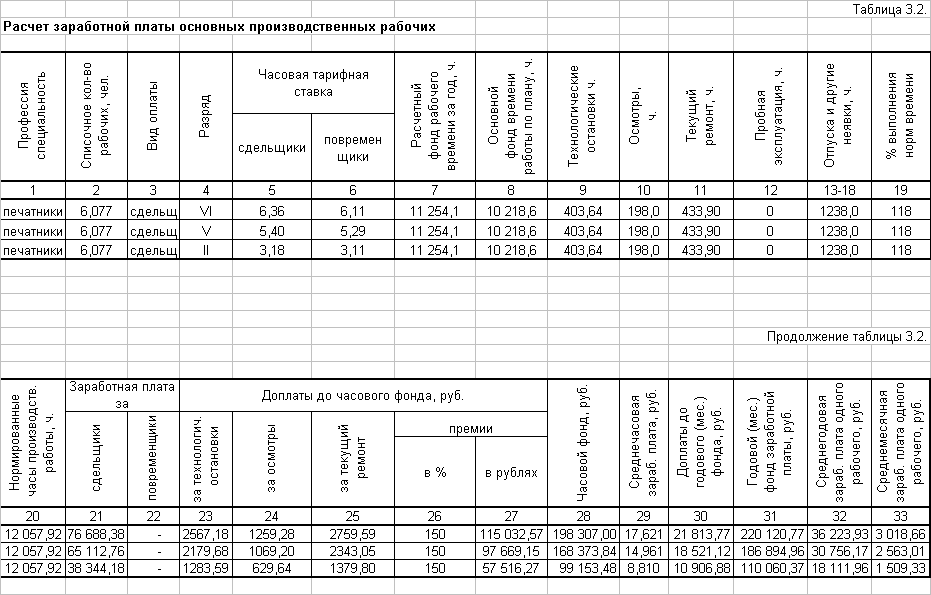 Таблица 3.2.
Расчет заработной платы основных производственных рабочих
Профессия специальность | Списочное кол-во рабочих, чел. | Вид оплаты | Разряд | Часовая тарифная ставка | Расчетный фонд рабочего времени за год, ч. | Основной фонд времени работы по плану, ч. | Технологические остановки ч. | Осмотры, ч. | Текущий ремонт, ч. | Пробная эксплуатация, ч. | Отпуска и другие неявки, ч. | % выполнения норм времени
сдельщики | повремен щики
1 | 2 | 3 | 4 | 5 | 6 | 7 | 8 | 9 | 10 | 11 | 12 | 13-18 | 19
печатники | 6,077 | сдельщ | VI | 6,36 | 6,11 | 11 254,1 | 10 218,6 | 403,64 | 198,0 | 433,90 | 0 | 1238,0 | 118
печатники | 6,077 | сдельщ | V | 5,40 | 5,29 | 11 254,1 | 10 218,6 | 403,64 | 198,0 | 433,90 | 0 | 1238,0 | 118
печатники | 6,077 | сдельщ | II | 3,18 | 3,11 | 11 254,1 | 10 218,6 | 403,64 | 198,0 | 433,90 | 0 | 1238,0 | 118
Продолжение таблицы 3.2.
Нормированные часы производств. работы, ч. | Заработная плата за | Доплаты до часового фонда, руб. | Часовой фонд, руб. | Среднечасовая зараб. плата, руб. | Доплаты до годового (мес.) фонда, руб. | Годовой (мес.) фонд заработной платы, руб. | Среднегодовая зараб. плата одного рабочего, руб. | Среднемесячная зараб. плата одного рабочего, руб.
сдельщики | повременщики | за технологич. остановки | за осмотры | за текущий ремонт | премии
в % | в рублях
20 | 21 | 22 | 23 | 24 | 25 | 26 | 27 | 28 | 29 | 30 | 31 | 32 | 33
12 057,92 | 76 688,38 | - | 2567,18 | 1259,28 | 2759,59 | 150 | 115 032,57 | 198 307,00 | 17,621 | 21 813,77 | 220 120,77 | 36 223,93 | 3 018,66
12 057,92 | 65 112,76 | - | 2179,68 | 1069,20 | 2343,05 | 150 | 97 669,15 | 168 373,84 | 14,961 | 18 521,12 | 186 894,96 | 30 756,17 | 2 563,01
12 057,92 | 38 344,18 | - | 1283,59 | 629,64 | 1379,80 | 150 | 57 516,27 | 99 153,48 | 8,810 | 10 906,88 | 110 060,37 | 18 111,96 | 1 509,33